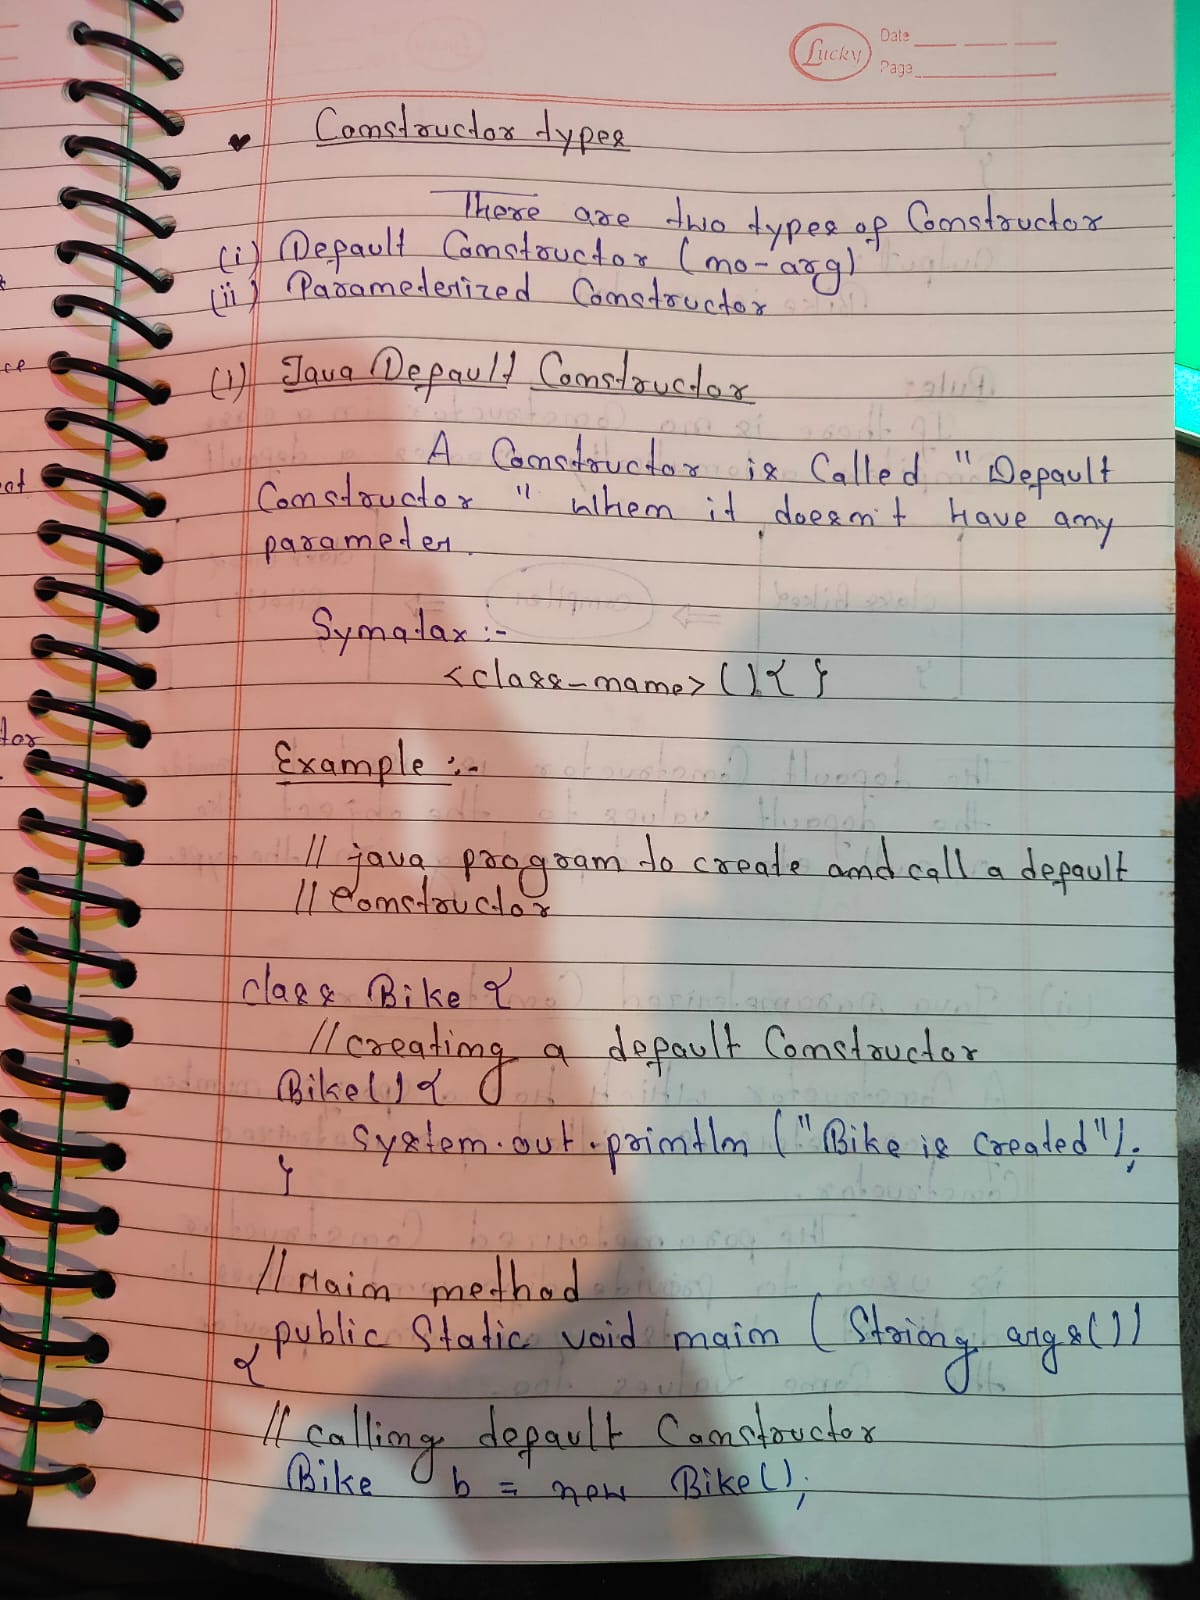 Lucky
Date
Page
Constructor types
There are two types of Constructor
(i) Default Constructor (no-arg)
(ii) Parameterized Constructor
(1) Java Default Constructor
A Constructor is Called "Default
Constructor" when it doesn't have any
parameter.
Synatax :-
<class-name>(){ }
Example :-
// java program to create and call a default
// Constructor
class Bike {
//creating a default Constructor
Bike(){
System.out.println("Bike is Created");
}
//Main method
public Static void main (String args())
{
// calling default Constructor
Bike b = new Bike();